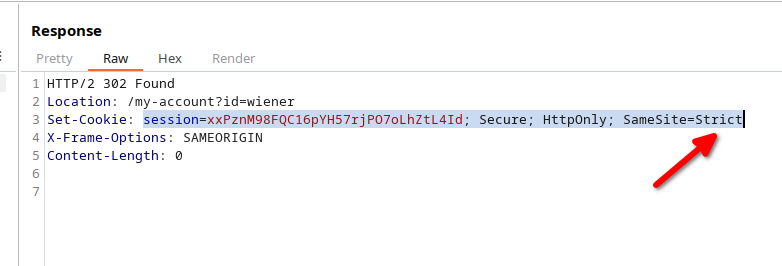 Response
Pretty Raw Hex Render
1 HTTP/2 302 Found
2 Location: /my-account?id=wiener
3 Set-Cookie: session=xxPznM98FQC16pYH57rjPO7oLhZtL4Id; Secure; HttpOnly; SameSite=Strict
4 X-Frame-Options: SAMEORIGIN
5 Content-Length: 0
6
7